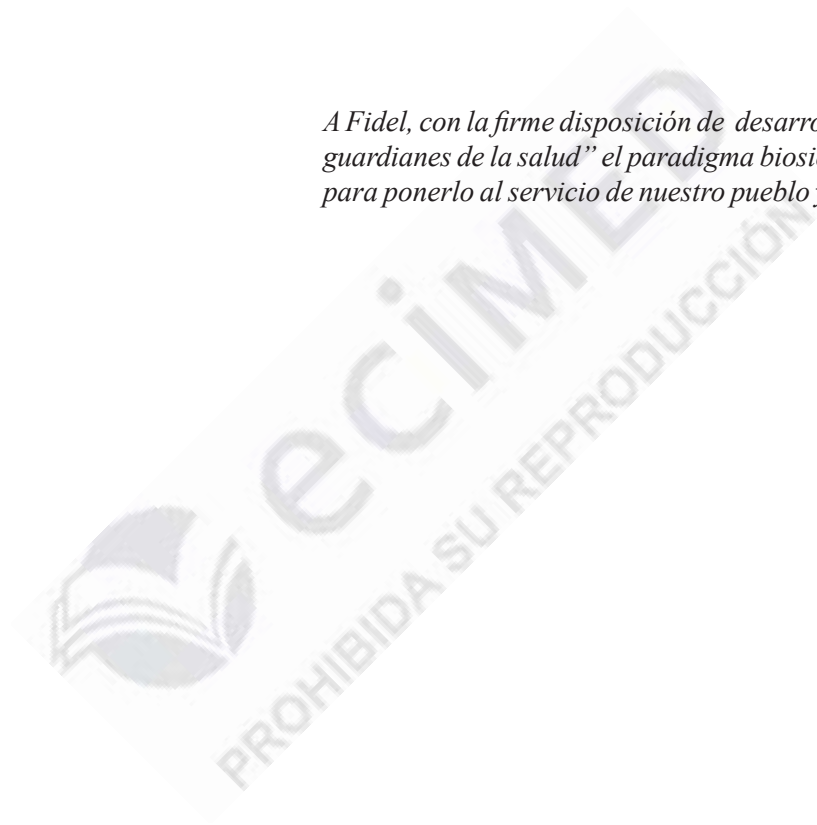 A Fidel, con la firme disposición de desarro
guardianes de la salud” el paradigma biosi
para ponerlo al servicio de nuestro pueblo y
ecimed
PROHIBIDA SU REPRODUCCIÓN